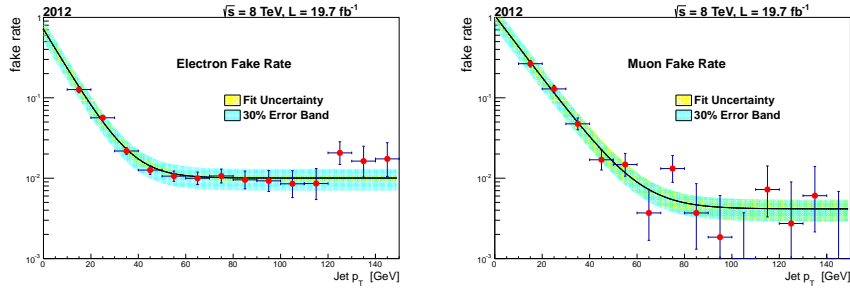 2012
√s = 8 TeV, L = 19.7 fb⁻¹
fake rate
1
10⁻¹
10⁻²
10⁻³
Electron Fake Rate
Fit Uncertainty
30% Error Band
0 20 40 60 80 100 120 140
Jet p_T [GeV]
2012
√s = 8 TeV, L = 19.7 fb⁻¹
fake rate
1
10⁻¹
10⁻²
10⁻³
Muon Fake Rate
Fit Uncertainty
30% Error Band
0 20 40 60 80 100 120 140
Jet p_T [GeV]